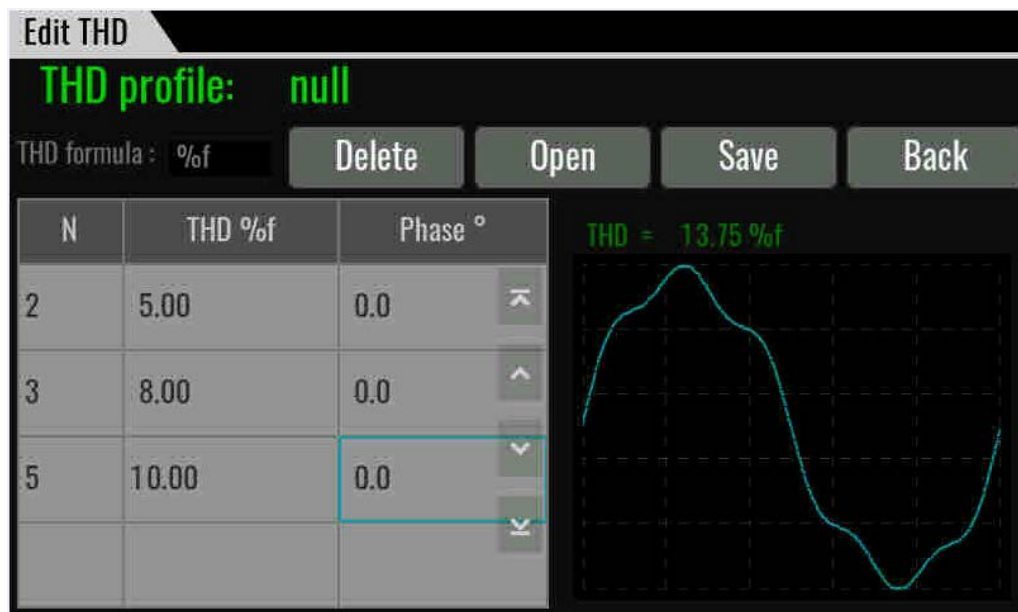 Edit THD
THD profile: null
THD formula : %f Delete Open Save Back
N THD %f Phase °
THD = 13.75 %f
2 5.00 0.0
3 8.00 0.0
5 10.00 0.0